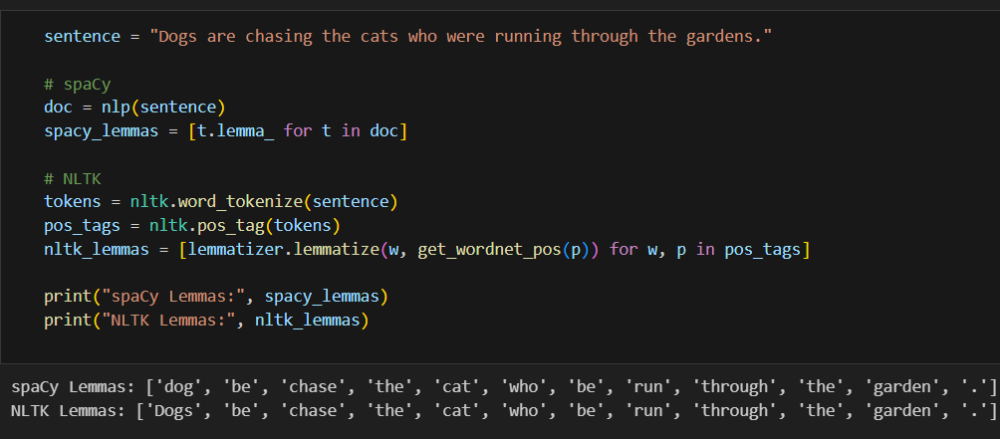 sentence = "Dogs are chasing the cats who were running through the gardens."
# spaCy
doc = nlp(sentence)
spacy_lemmas = [t.lemma_ for t in doc]
# NLTK
tokens = nltk.word_tokenize(sentence)
pos_tags = nltk.pos_tag(tokens)
nltk_lemmas = [lemmatizer.lemmatize(w, get_wordnet_pos(p)) for w, p in pos_tags]
print("spaCy Lemmas:", spacy_lemmas)
print("NLTK Lemmas:", nltk_lemmas)
spaCy Lemmas: ['dog', 'be', 'chase', 'the', 'cat', 'who', 'be', 'run', 'through', 'the', 'garden', '.']
NLTK Lemmas: ['Dogs', 'be', 'chase', 'the', 'cat', 'who', 'be', 'run', 'through', 'the', 'garden', '.']